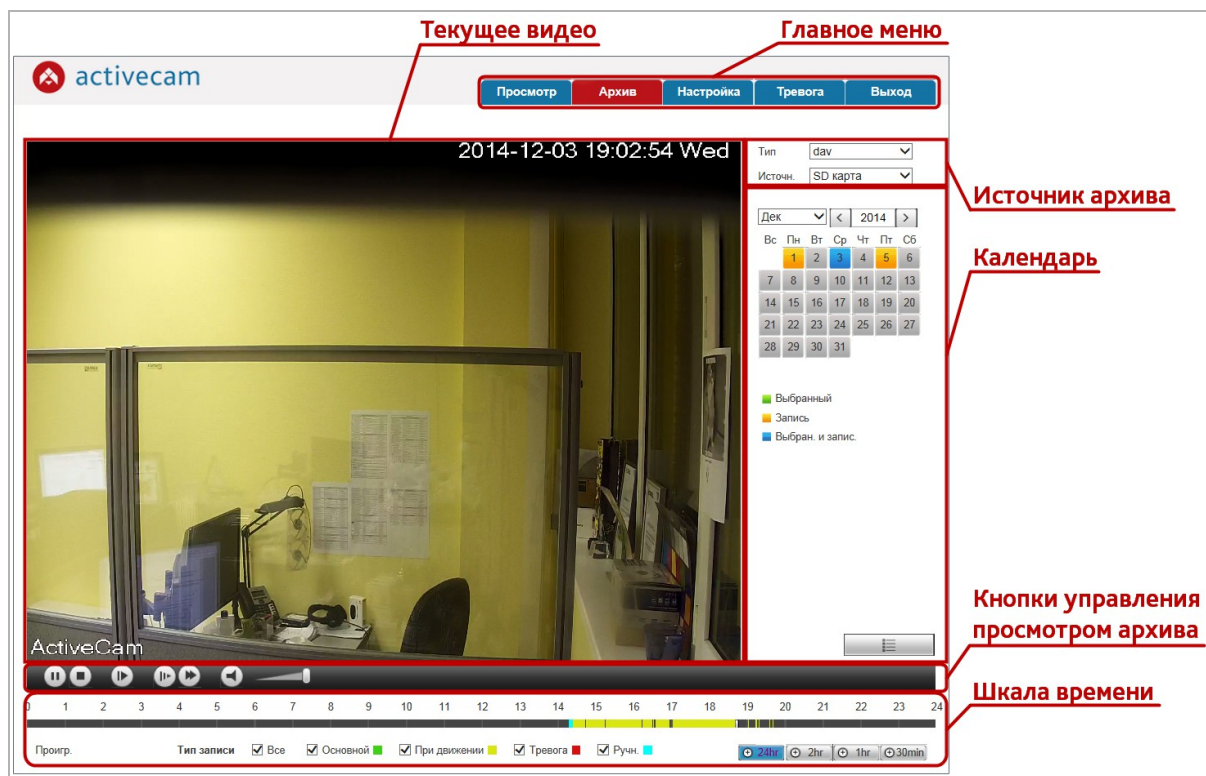 Текущее видео
Главное меню
activecam
Просмотр Архив Настройка Тревога Выход
2014-12-03 19:02:54 Wed
Тип dav
Источн. SD карта
Источник архива
Дек < 2014 >
Вс Пн Вт Ср Чт Пт Сб
1 2 3 4 5 6
7 8 9 10 11 12 13
14 15 16 17 18 19 20
21 22 23 24 25 26 27
28 29 30 31
Календарь
Выбранный
Запись
Выбран. и запис.
ActiveCam
Кнопки управления
просмотром архива
Шкала времени
0 1 2 3 4 5 6 7 8 9 10 11 12 13 14 15 16 17 18 19 20 21 22 23 24
Проигр. Тип записи Все Основной При движении Тревога Ручн. 24hr 2hr 1hr 30min